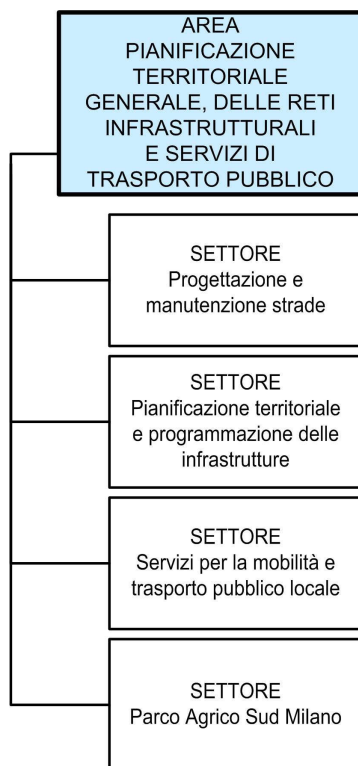 AREA
PIANIFICAZIONE
TERRITORIALE
GENERALE, DELLE RETI
INFRASTRUTTURALI
E SERVIZI DI
TRASPORTO PUBBLICO
SETTORE
Progettazione e
manutenzione strade
SETTORE
Pianificazione territoriale
e programmazione delle
infrastrutture
SETTORE
Servizi per la mobilità e
trasporto pubblico locale
SETTORE
Parco Agrico Sud Milano